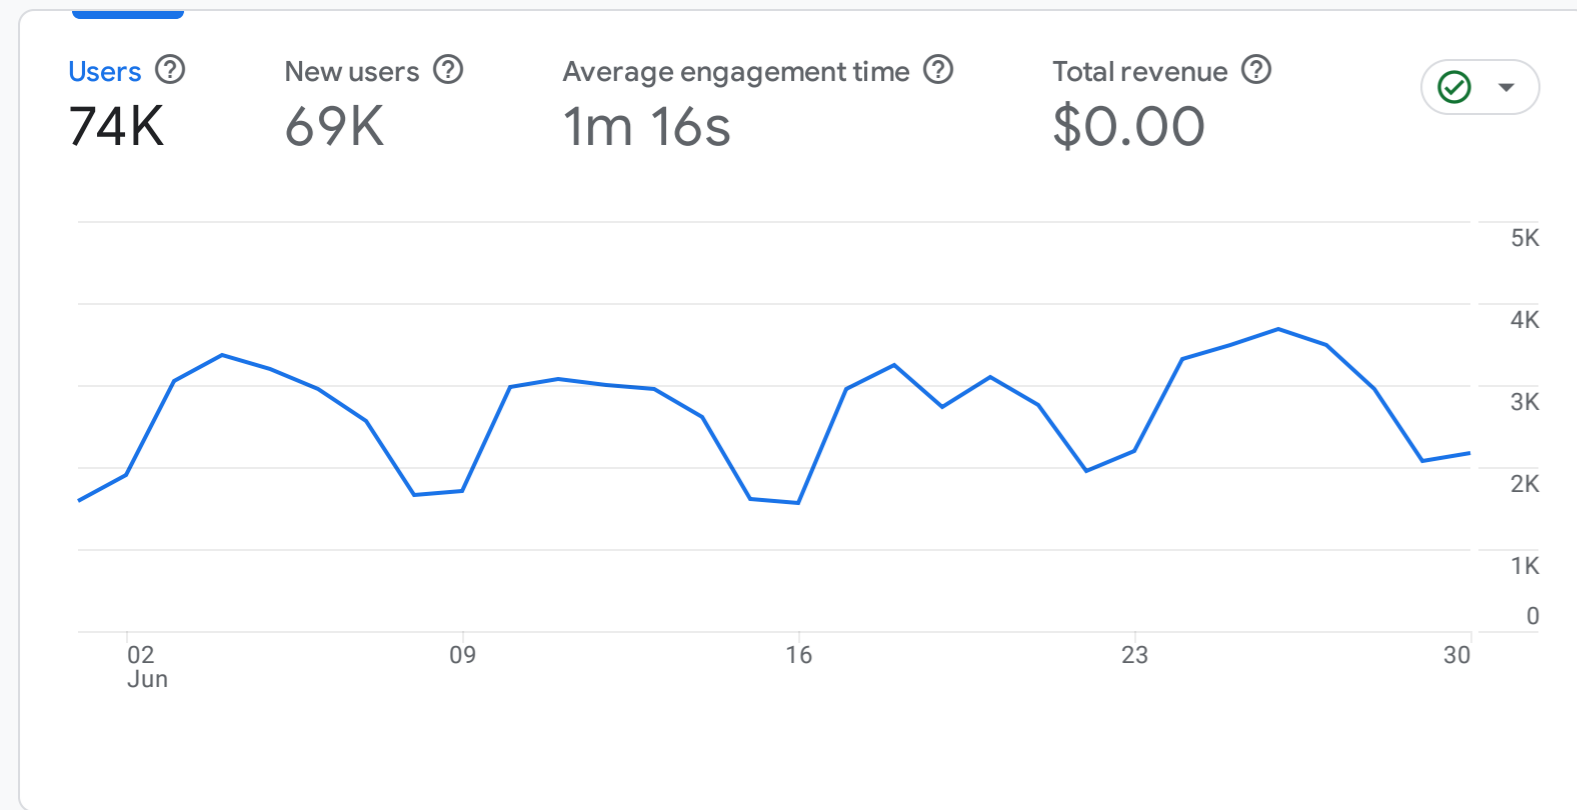 Users New users Average engagement time Total revenue
74K 69K 1m 16s $0.00
5K
4K
3K
2K
1K
0
02 09 16 23 30
Jun